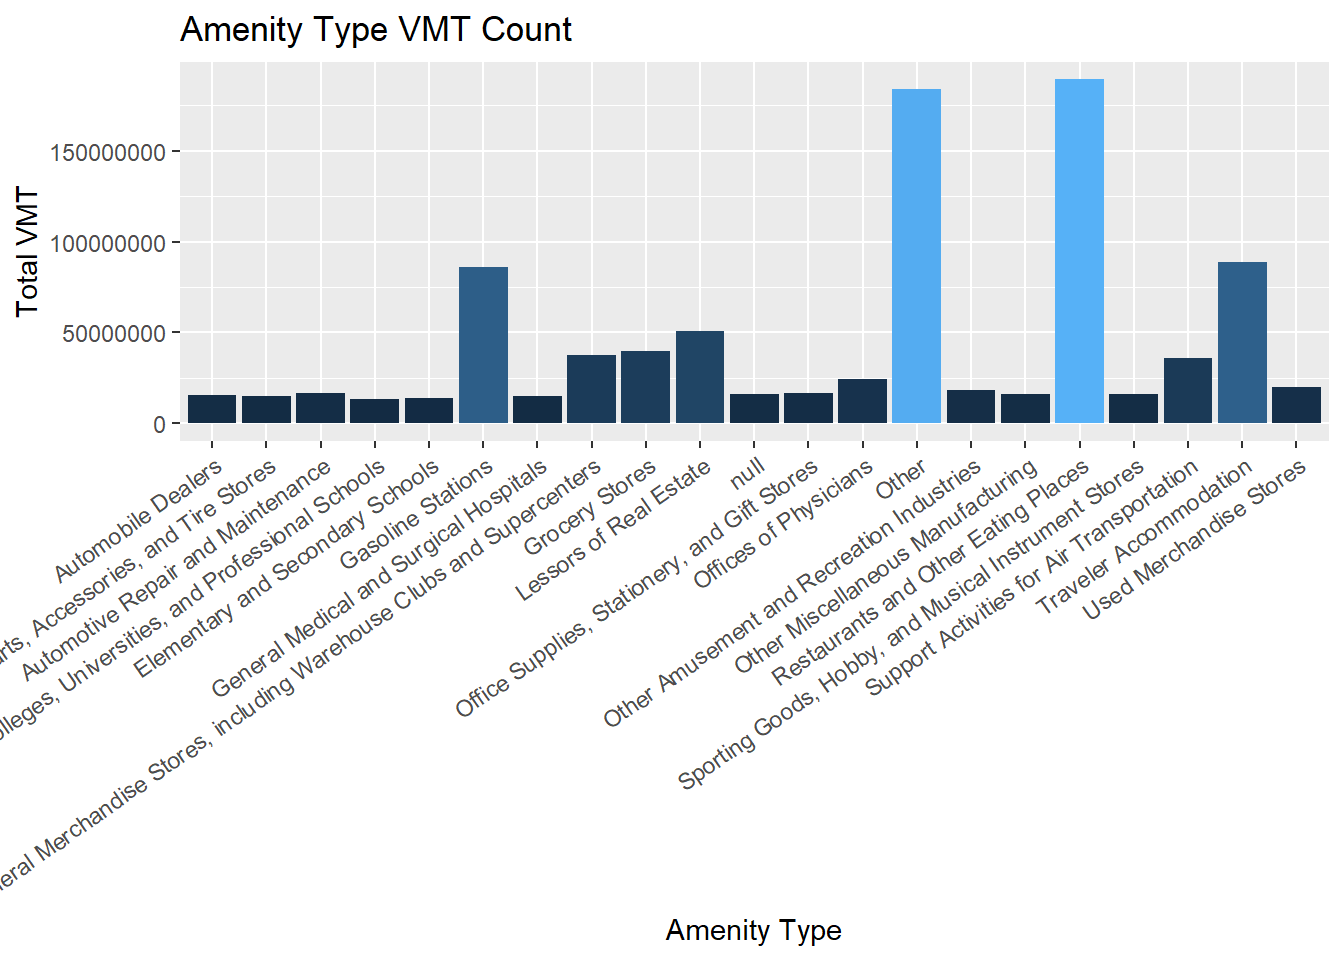 Amenity Type VMT Count
Total VMT
150000000
100000000
50000000
0
Automobile Dealers
Accessories, and Tire Stores
Automotive Repair and Maintenance
Universities, and Professional Schools
Elementary and Secondary Schools
Gasoline Stations
General Medical and Surgical Hospitals
Merchandise Stores, including Warehouse Clubs and Supercenters
Grocery Stores
Lessors of Real Estate
null
Office Supplies, Stationery, and Gift Stores
Offices of Physicians
Other
Other Amusement and Recreation Industries
Other Miscellaneous Manufacturing
Restaurants and Other Eating Places
Sporting Goods, Hobby, and Musical Instrument Stores
Support Activities for Air Transportation
Traveler Accommodation
Used Merchandise Stores
Amenity Type